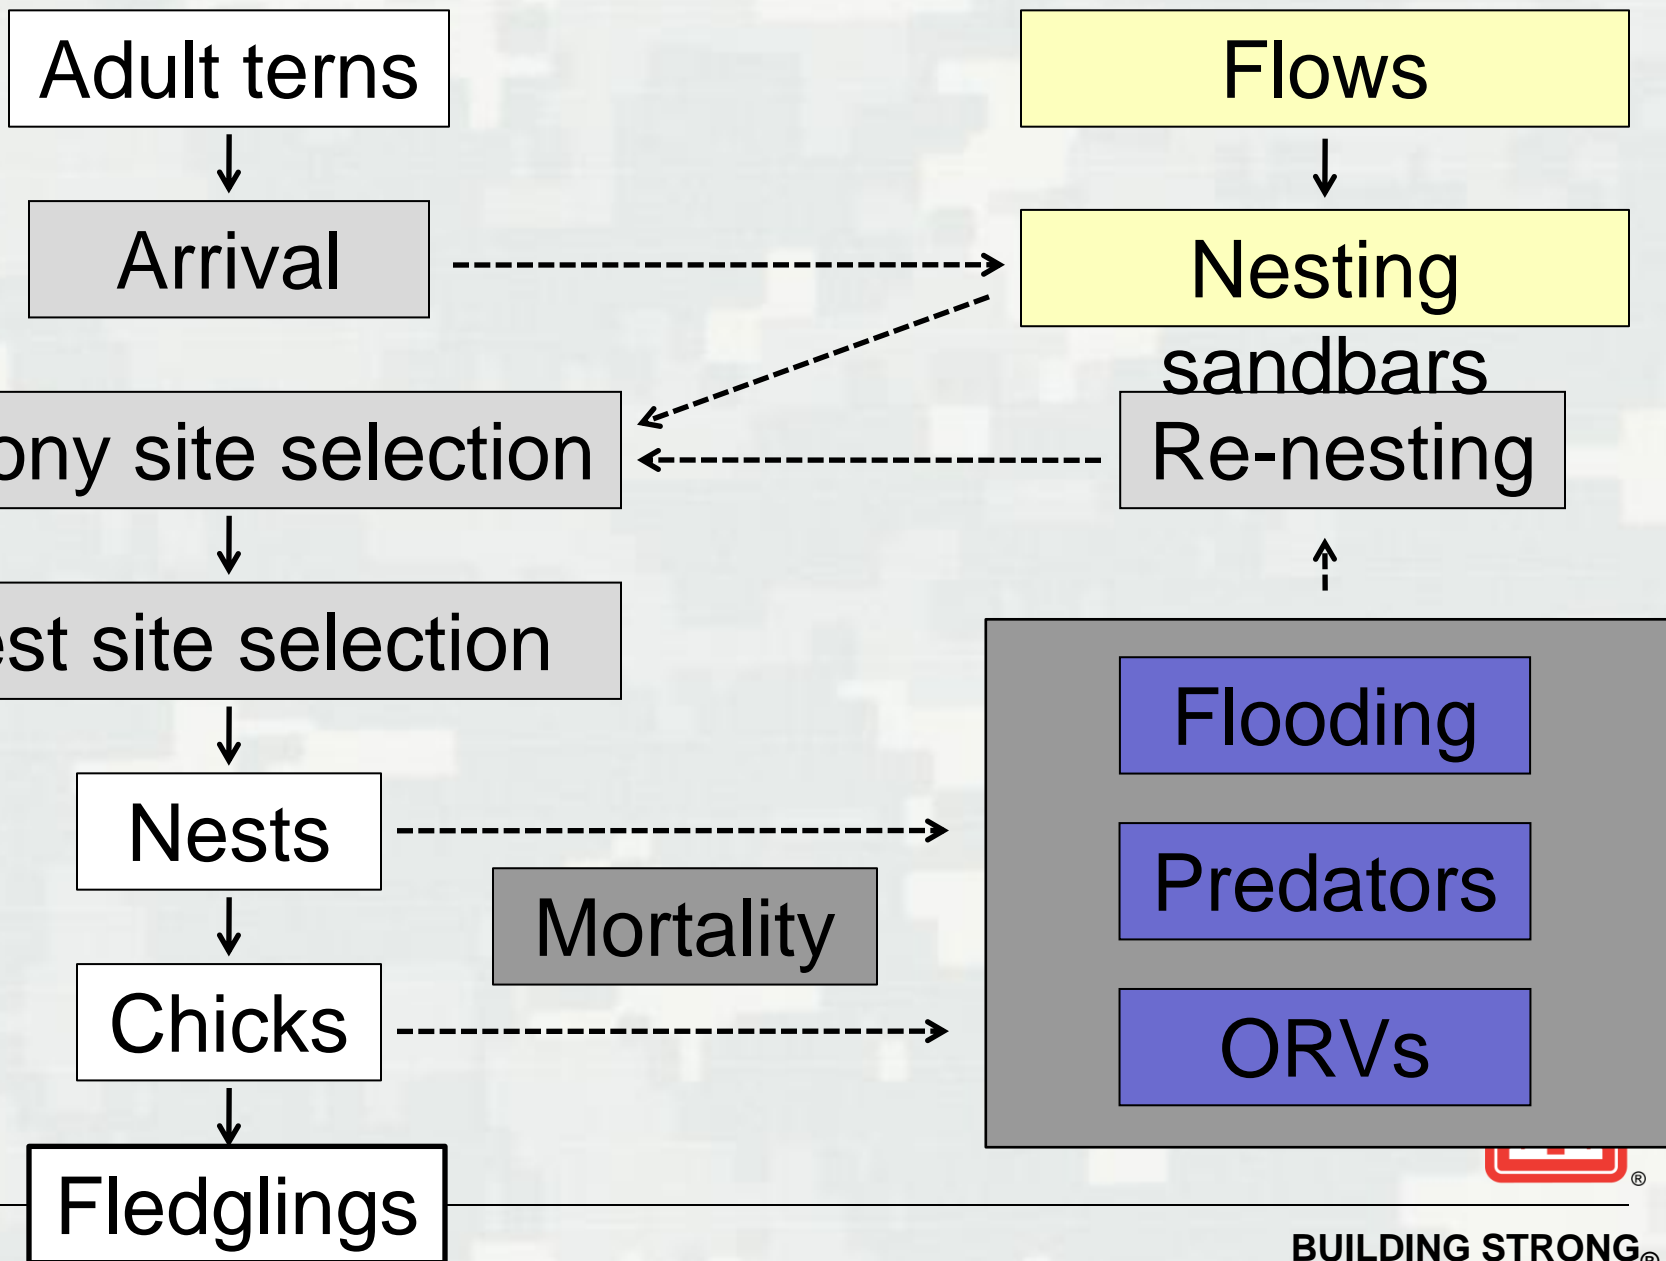 Adult terns
Flows
Arrival
Nesting
sandbars
ony site selection
Re-nesting
est site selection
Flooding
Nests
Predators
Mortality
Chicks
ORVs
®
Fledglings
BUILDING STRONG®